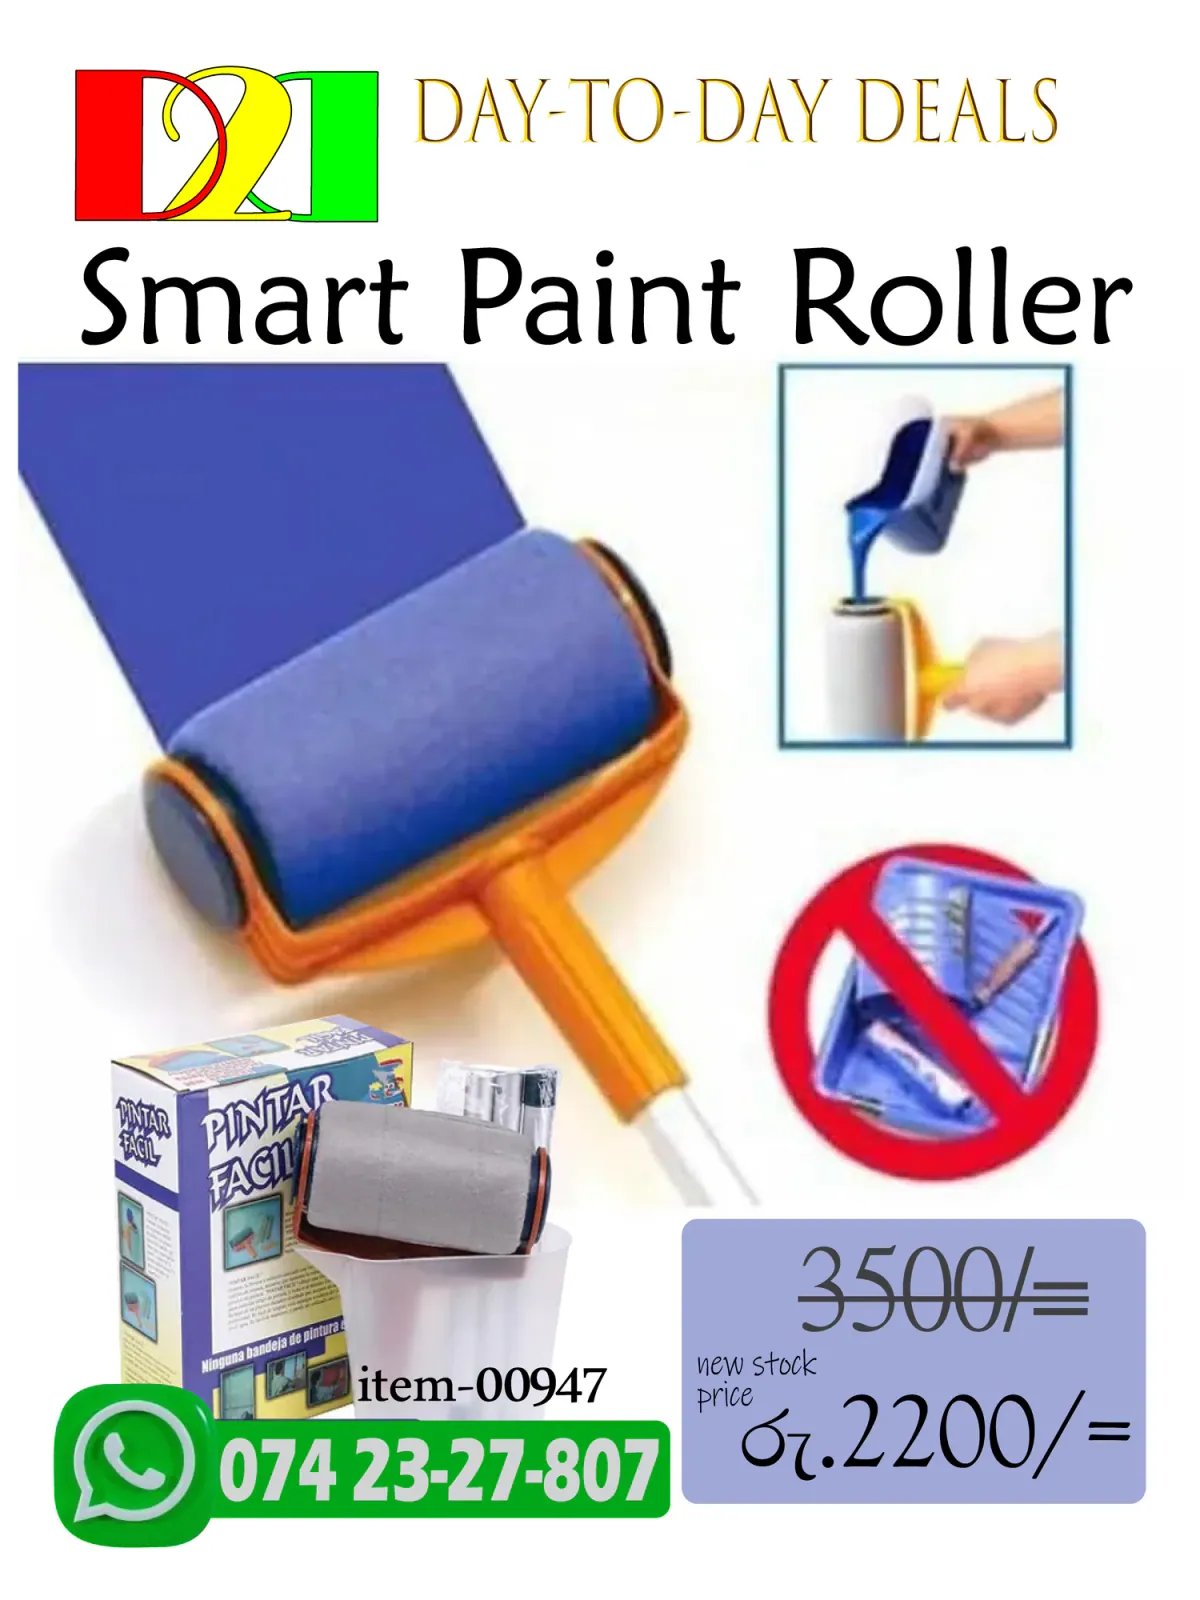 D2D
DAY-TO-DAY DEALS
Smart Paint Roller
PINTAR
FACIL
PINTAR
FACIL
Ninguna bandeja de pintura
item-00947
074 23-27-807
3500/=
new stock
price
රු.2200/=